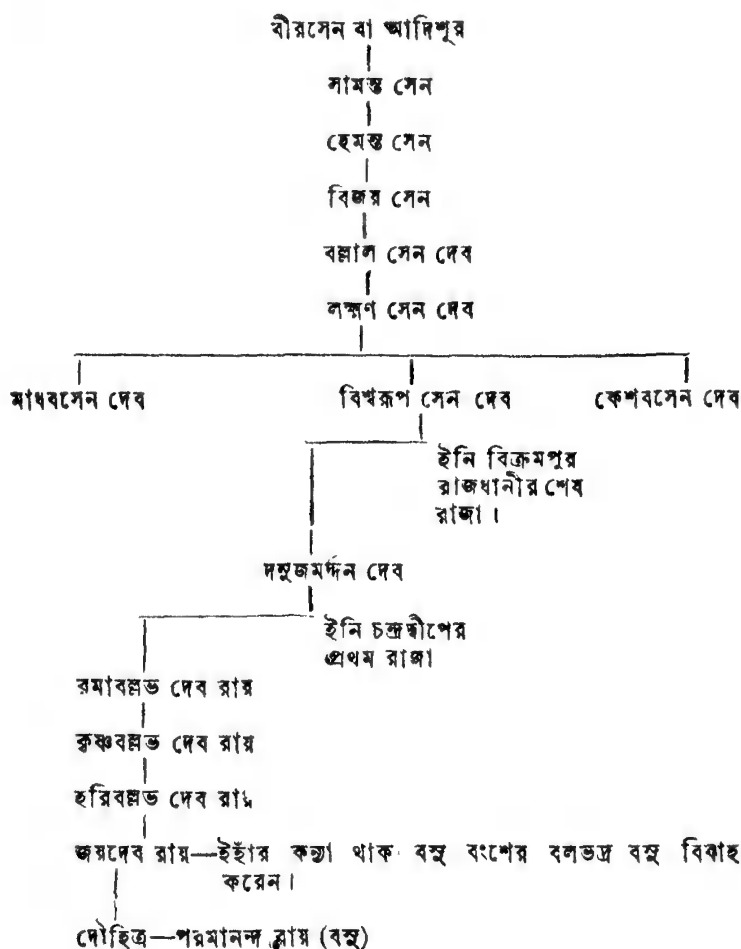 বীরসেন বা আদিশূর
সামন্ত সেন
হেমন্ত সেন
বিজয় সেন
বল্লাল সেন দেব
লক্ষ্মণ সেন দেব
মাধবসেন দেব বিশ্বরূপ সেন দেব কেশবসেন দেব
ইনি বিক্রমপুর
রাজধানীর শেষ
রাজা।
দনুজমর্দ্দন দেব
ইনি চন্দ্রদ্বীপের
প্রথম রাজা
রমাবল্লভ দেব রায়
কৃষ্ণবল্লভ দেব রায়
হরিবল্লভ দেব রায়
জয়দেব রায়—ইহাঁর কন্যা থাক বসু বংশের বলভদ্র বসু বিবাহ
করেন।
দৌহিত্র—পরমানন্দ রায় (বসু)